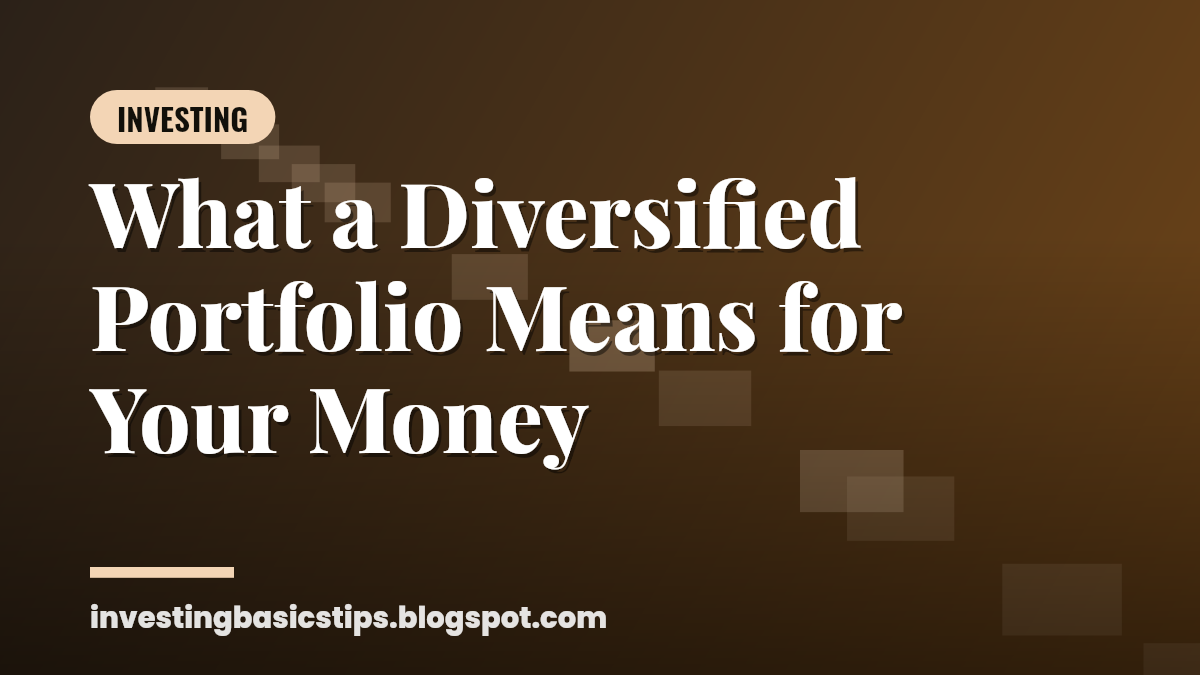 INVESTING
What a Diversified
Portfolio Means for
Your Money
investingbasicstips.blogspot.com